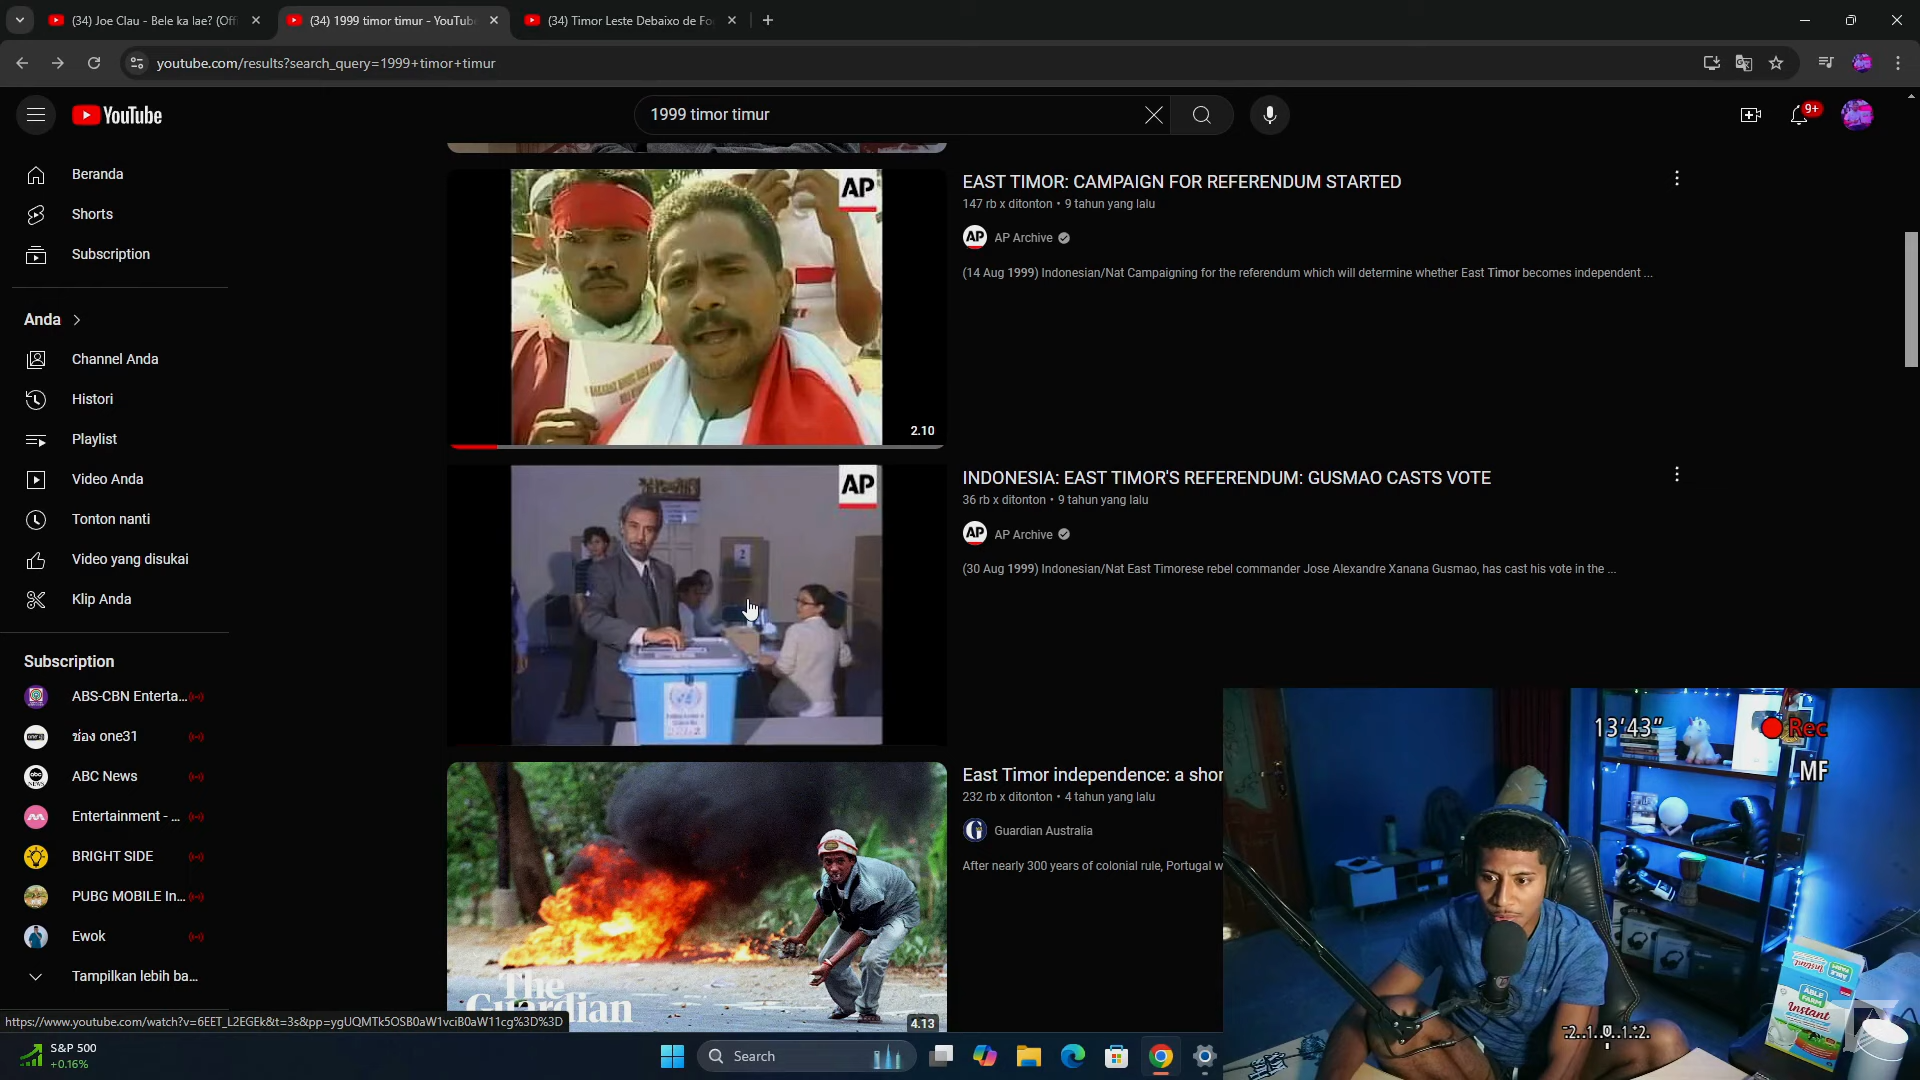 (34) Joe Clau - Bele ka lae? (Offi
(34) 1999 timor timur - YouTube
(34) Timor Leste Debaixo de Fo
youtube.com/results?search_query=1999+timor+timur
YouTube
1999 timor timur
9+
Beranda
Shorts
Subscription
Anda
Channel Anda
Histori
Playlist
Video Anda
Tonton nanti
Video yang disukai
Klip Anda
Subscription
ABS-CBN Enterta...
ช่อง one31
ABC News
Entertainment - ...
BRIGHT SIDE
PUBG MOBILE In...
Ewok
Tampilkan lebih ba...
AP
2.10
EAST TIMOR: CAMPAIGN FOR REFERENDUM STARTED
147 rb x ditonton • 9 tahun yang lalu
AP Archive
(14 Aug 1999) Indonesian/Nat Campaigning for the referendum which will determine whether East Timor becomes independent ...
AP
INDONESIA: EAST TIMOR'S REFERENDUM: GUSMAO CASTS VOTE
36 rb x ditonton • 9 tahun yang lalu
AP Archive
(30 Aug 1999) Indonesian/Nat East Timorese rebel commander Jose Alexandre Xanana Gusmao, has cast his vote in the ...
The
Guardian
4.13
East Timor independence: a shor
232 rb x ditonton • 4 tahun yang lalu
Guardian Australia
After nearly 300 years of colonial rule, Portugal w
13'43"
Rec
MF
ABLE
FARM
Instant
-2..1..0..1..2.
https://www.youtube.com/watch?v=6EET_L2EGEk&t=3s&pp=ygUQMTk5OSB0aW1vciB0aW11cg%3D%3D
S&P 500
+0.16%
Search